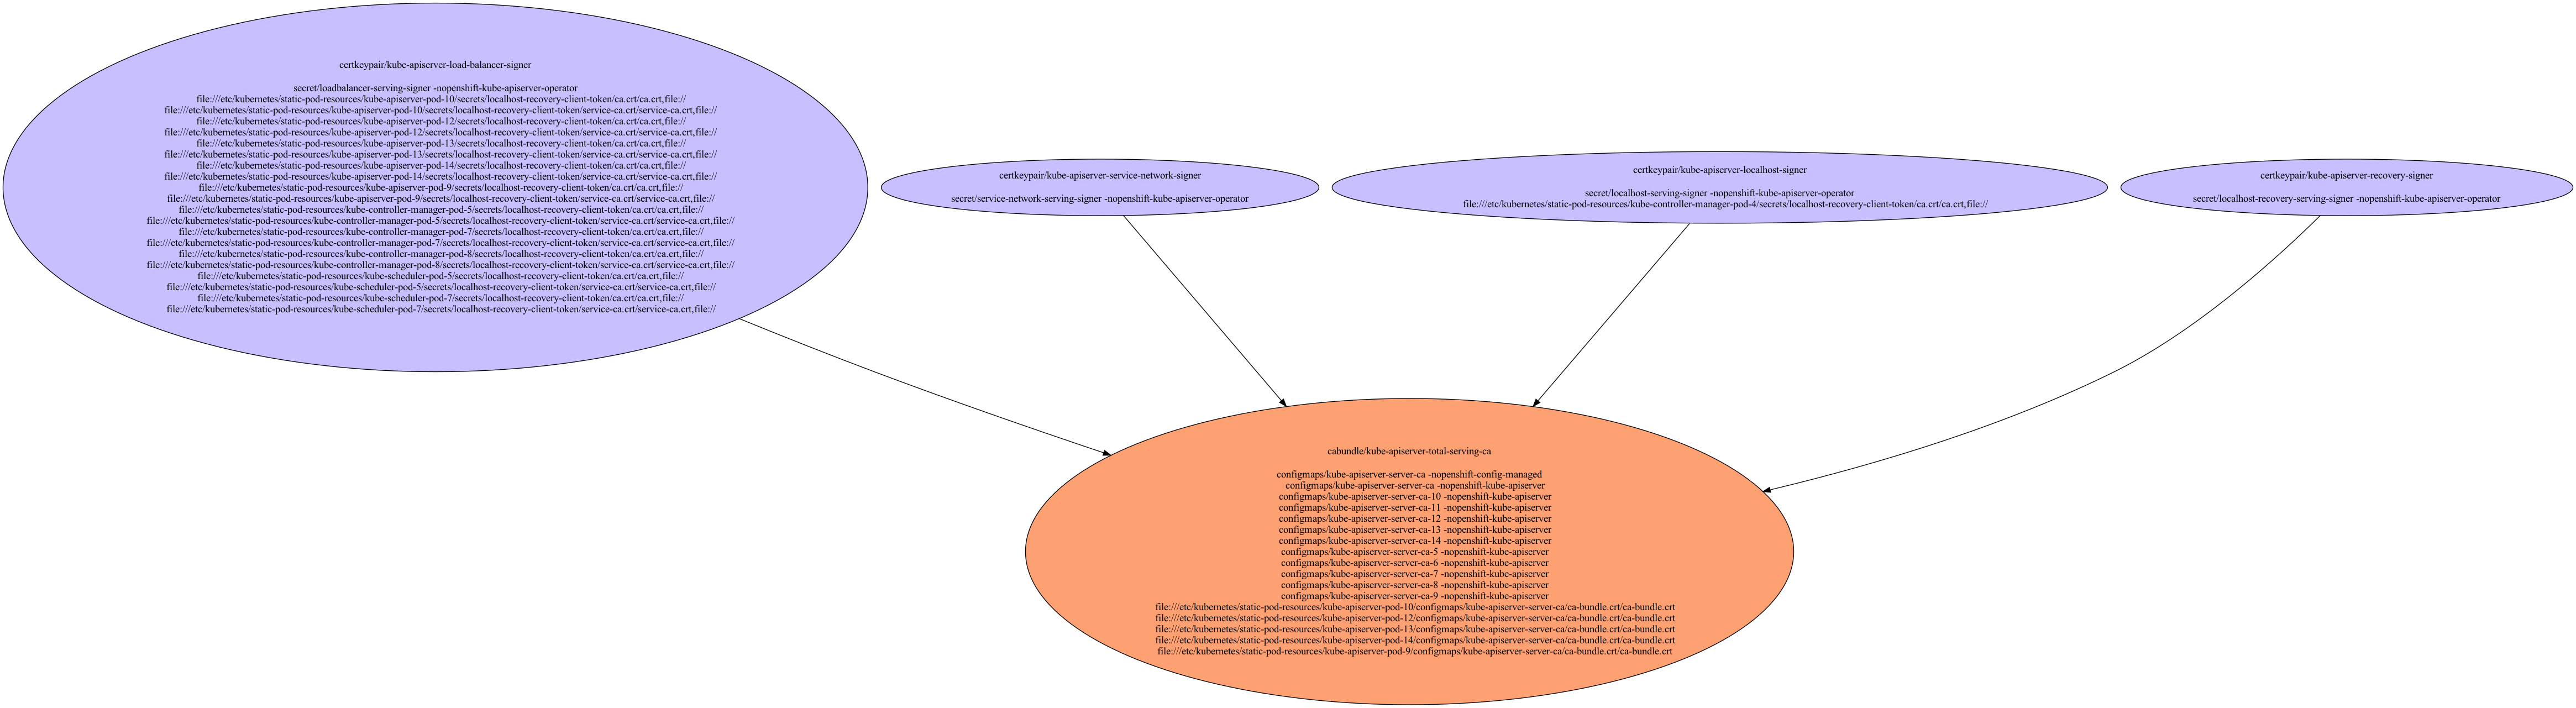 certkeypair/kube-apiserver-load-balancer-signer
secret/loadbalancer-serving-signer -nopenshift-kube-apiserver-operator
file:///etc/kubernetes/static-pod-resources/kube-apiserver-pod-10/secrets/localhost-recovery-client-token/ca.crt/ca.crt,file://
file:///etc/kubernetes/static-pod-resources/kube-apiserver-pod-10/secrets/localhost-recovery-client-token/service-ca.crt/service-ca.crt,file://
file:///etc/kubernetes/static-pod-resources/kube-apiserver-pod-12/secrets/localhost-recovery-client-token/ca.crt/ca.crt,file://
file:///etc/kubernetes/static-pod-resources/kube-apiserver-pod-12/secrets/localhost-recovery-client-token/service-ca.crt/service-ca.crt,file://
file:///etc/kubernetes/static-pod-resources/kube-apiserver-pod-13/secrets/localhost-recovery-client-token/ca.crt/ca.crt,file://
file:///etc/kubernetes/static-pod-resources/kube-apiserver-pod-13/secrets/localhost-recovery-client-token/service-ca.crt/service-ca.crt,file://
file:///etc/kubernetes/static-pod-resources/kube-apiserver-pod-14/secrets/localhost-recovery-client-token/ca.crt/ca.crt,file://
file:///etc/kubernetes/static-pod-resources/kube-apiserver-pod-14/secrets/localhost-recovery-client-token/service-ca.crt/service-ca.crt,file://
file:///etc/kubernetes/static-pod-resources/kube-apiserver-pod-9/secrets/localhost-recovery-client-token/ca.crt/ca.crt,file://
file:///etc/kubernetes/static-pod-resources/kube-apiserver-pod-9/secrets/localhost-recovery-client-token/service-ca.crt/service-ca.crt,file://
file:///etc/kubernetes/static-pod-resources/kube-controller-manager-pod-5/secrets/localhost-recovery-client-token/ca.crt/ca.crt,file://
file:///etc/kubernetes/static-pod-resources/kube-controller-manager-pod-5/secrets/localhost-recovery-client-token/service-ca.crt/service-ca.crt,file://
file:///etc/kubernetes/static-pod-resources/kube-controller-manager-pod-7/secrets/localhost-recovery-client-token/ca.crt/ca.crt,file://
file:///etc/kubernetes/static-pod-resources/kube-controller-manager-pod-7/secrets/localhost-recovery-client-token/service-ca.crt/service-ca.crt,file://
file:///etc/kubernetes/static-pod-resources/kube-controller-manager-pod-8/secrets/localhost-recovery-client-token/ca.crt/ca.crt,file://
file:///etc/kubernetes/static-pod-resources/kube-controller-manager-pod-8/secrets/localhost-recovery-client-token/service-ca.crt/service-ca.crt,file://
file:///etc/kubernetes/static-pod-resources/kube-scheduler-pod-5/secrets/localhost-recovery-client-token/ca.crt/ca.crt,file://
file:///etc/kubernetes/static-pod-resources/kube-scheduler-pod-5/secrets/localhost-recovery-client-token/service-ca.crt/service-ca.crt,file://
file:///etc/kubernetes/static-pod-resources/kube-scheduler-pod-7/secrets/localhost-recovery-client-token/ca.crt/ca.crt,file://
file:///etc/kubernetes/static-pod-resources/kube-scheduler-pod-7/secrets/localhost-recovery-client-token/service-ca.crt/service-ca.crt,file://
certkeypair/kube-apiserver-service-network-signer
secret/service-network-serving-signer -nopenshift-kube-apiserver-operator
certkeypair/kube-apiserver-localhost-signer
secret/localhost-serving-signer -nopenshift-kube-apiserver-operator
file:///etc/kubernetes/static-pod-resources/kube-controller-manager-pod-4/secrets/localhost-recovery-client-token/ca.crt/ca.crt,file://
certkeypair/kube-apiserver-recovery-signer
secret/localhost-recovery-serving-signer -nopenshift-kube-apiserver-operator
cabundle/kube-apiserver-total-serving-ca
configmaps/kube-apiserver-server-ca -nopenshift-config-managed
configmaps/kube-apiserver-server-ca -nopenshift-kube-apiserver
configmaps/kube-apiserver-server-ca-10 -nopenshift-kube-apiserver
configmaps/kube-apiserver-server-ca-11 -nopenshift-kube-apiserver
configmaps/kube-apiserver-server-ca-12 -nopenshift-kube-apiserver
configmaps/kube-apiserver-server-ca-13 -nopenshift-kube-apiserver
configmaps/kube-apiserver-server-ca-14 -nopenshift-kube-apiserver
configmaps/kube-apiserver-server-ca-5 -nopenshift-kube-apiserver
configmaps/kube-apiserver-server-ca-6 -nopenshift-kube-apiserver
configmaps/kube-apiserver-server-ca-7 -nopenshift-kube-apiserver
configmaps/kube-apiserver-server-ca-8 -nopenshift-kube-apiserver
configmaps/kube-apiserver-server-ca-9 -nopenshift-kube-apiserver
file:///etc/kubernetes/static-pod-resources/kube-apiserver-pod-10/configmaps/kube-apiserver-server-ca/ca-bundle.crt/ca-bundle.crt
file:///etc/kubernetes/static-pod-resources/kube-apiserver-pod-12/configmaps/kube-apiserver-server-ca/ca-bundle.crt/ca-bundle.crt
file:///etc/kubernetes/static-pod-resources/kube-apiserver-pod-13/configmaps/kube-apiserver-server-ca/ca-bundle.crt/ca-bundle.crt
file:///etc/kubernetes/static-pod-resources/kube-apiserver-pod-14/configmaps/kube-apiserver-server-ca/ca-bundle.crt/ca-bundle.crt
file:///etc/kubernetes/static-pod-resources/kube-apiserver-pod-9/configmaps/kube-apiserver-server-ca/ca-bundle.crt/ca-bundle.crt